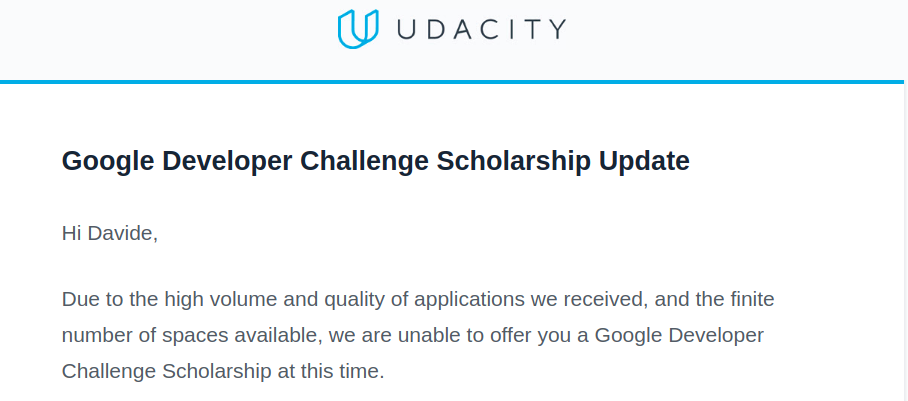 UDACITY
Google Developer Challenge Scholarship Update
Hi Davide,
Due to the high volume and quality of applications we received, and the finite
number of spaces available, we are unable to offer you a Google Developer
Challenge Scholarship at this time.